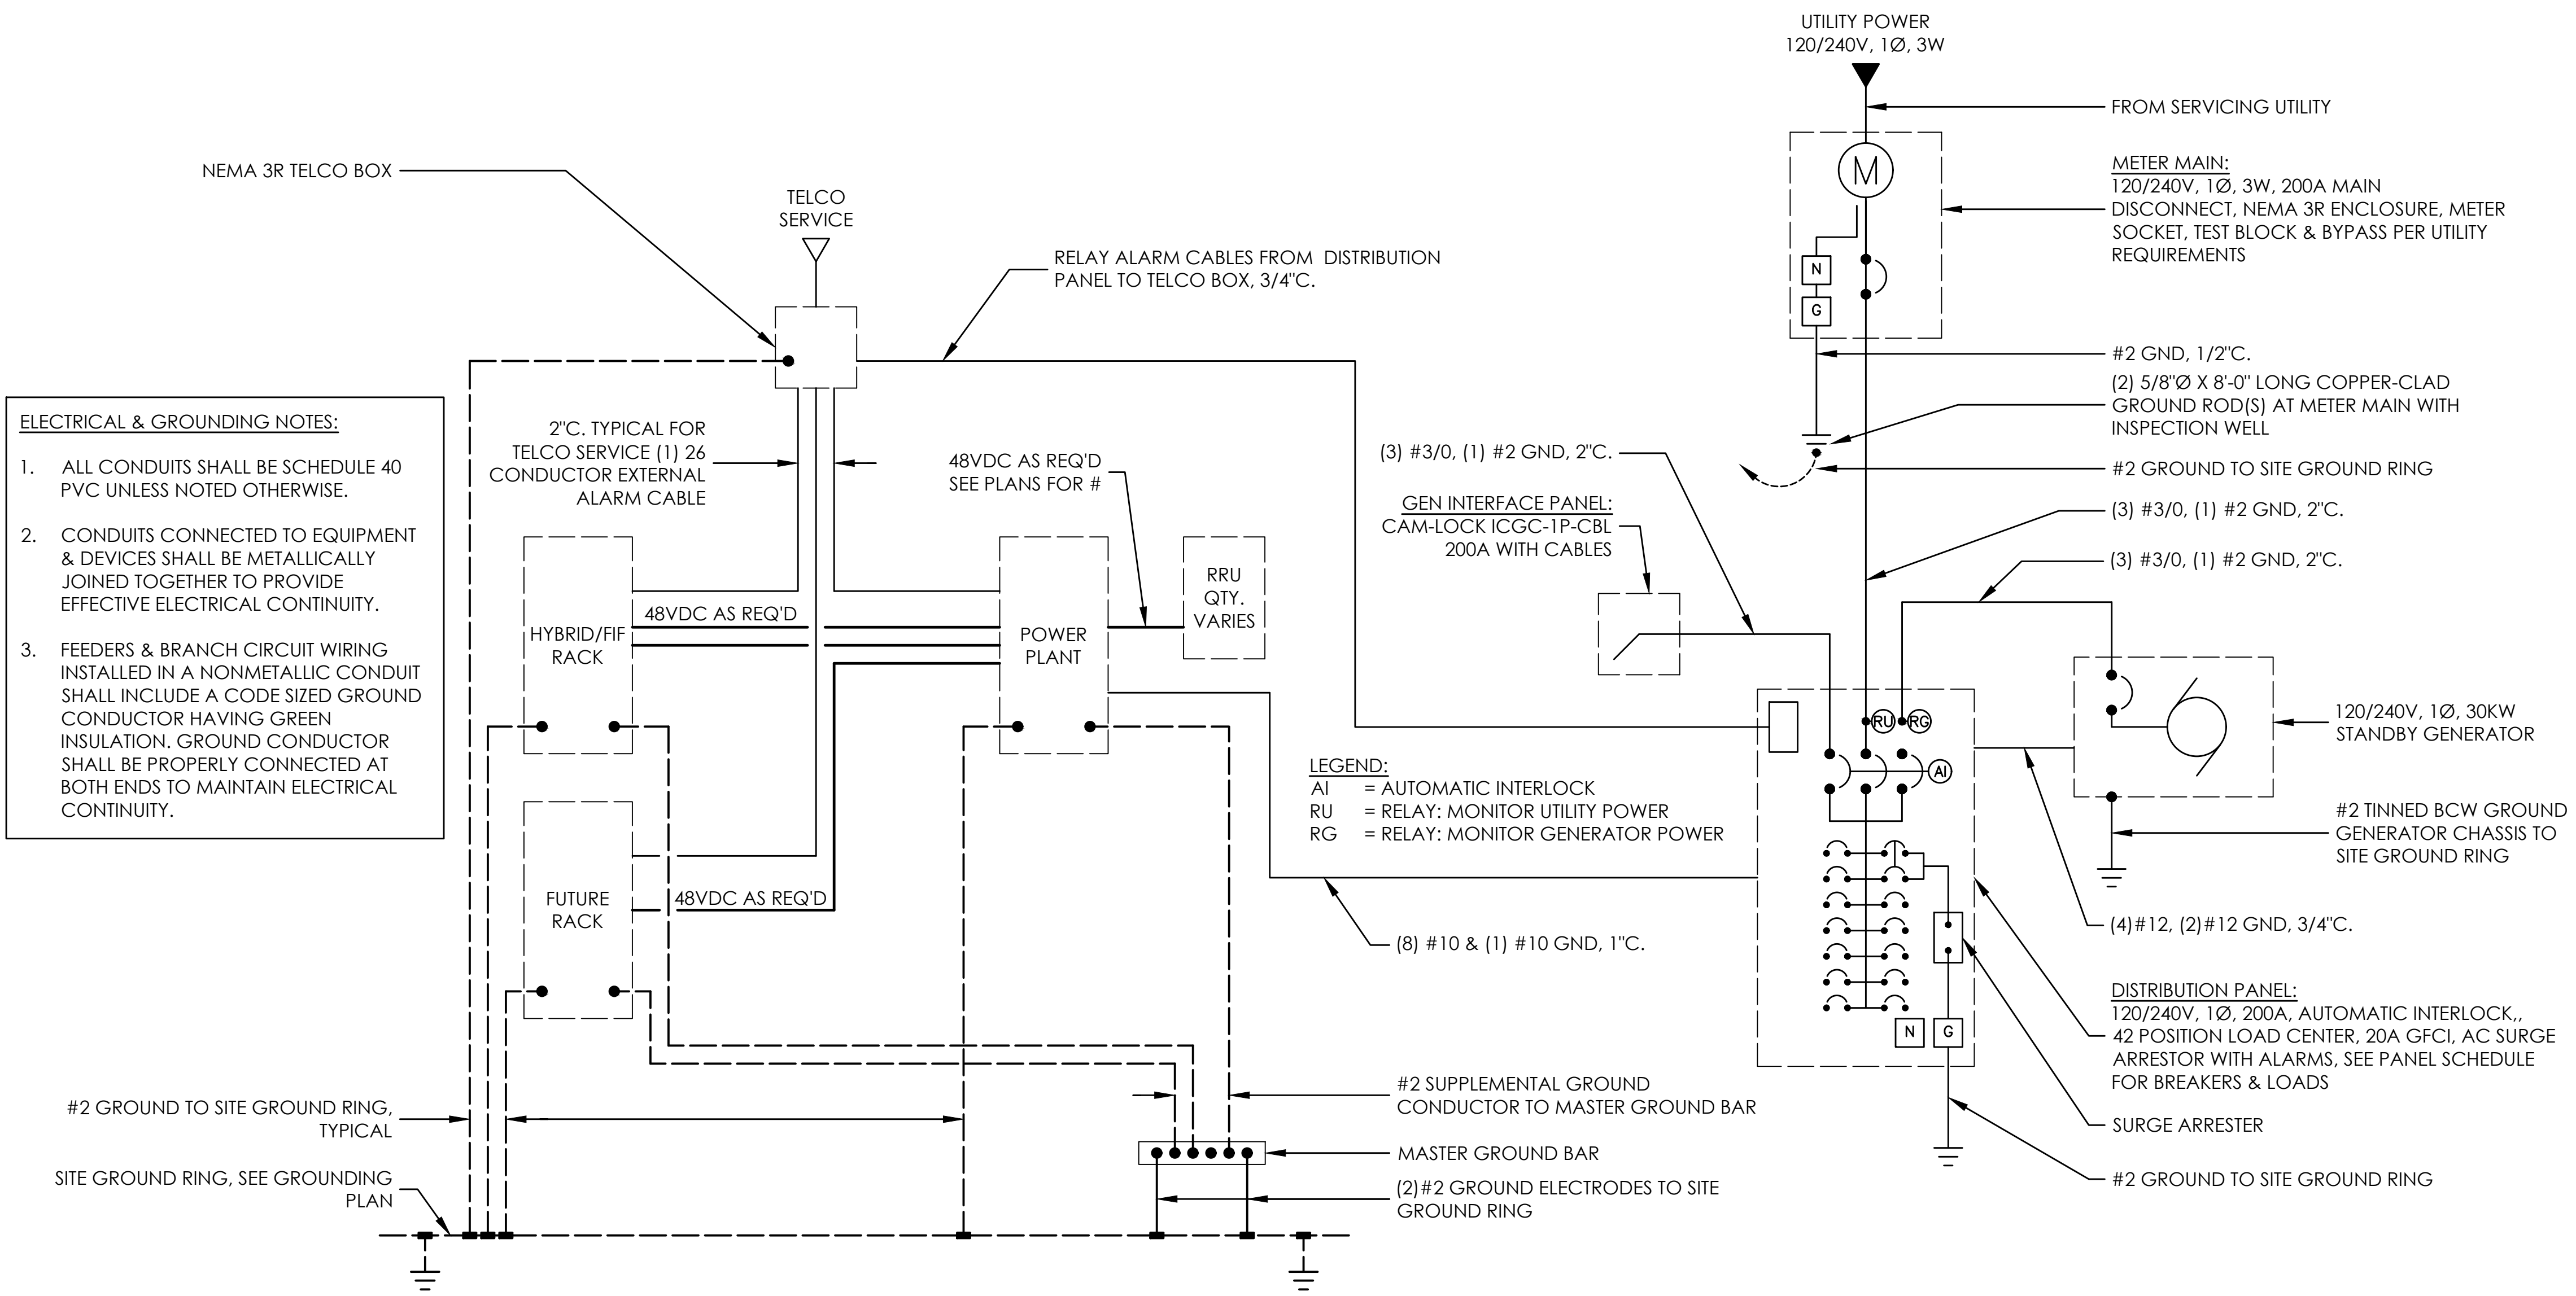 UTILITY POWER
120/240V, 1Ø, 3W
FROM SERVICING UTILITY
METER MAIN:
120/240V, 1Ø, 3W, 200A MAIN
DISCONNECT, NEMA 3R ENCLOSURE, METER
SOCKET, TEST BLOCK & BYPASS PER UTILITY
REQUIREMENTS
M
N
G
NEMA 3R TELCO BOX
TELCO
SERVICE
RELAY ALARM CABLES FROM  DISTRIBUTION
PANEL TO TELCO BOX, 3/4"C.
#2 GND, 1/2"C.
(2) 5/8"Ø X 8'-0" LONG COPPER-CLAD
GROUND ROD(S) AT METER MAIN WITH
INSPECTION WELL
#2 GROUND TO SITE GROUND RING
(3) #3/0, (1) #2 GND, 2"C.
(3) #3/0, (1) #2 GND, 2"C.
ELECTRICAL & GROUNDING NOTES:
1. ALL CONDUITS SHALL BE SCHEDULE 40
PVC UNLESS NOTED OTHERWISE.
2. CONDUITS CONNECTED TO EQUIPMENT
& DEVICES SHALL BE METALLICALLY
JOINED TOGETHER TO PROVIDE
EFFECTIVE ELECTRICAL CONTINUITY.
3. FEEDERS & BRANCH CIRCUIT WIRING
INSTALLED IN A NONMETALLIC CONDUIT
SHALL INCLUDE A CODE SIZED GROUND
CONDUCTOR HAVING GREEN
INSULATION. GROUND CONDUCTOR
SHALL BE PROPERLY CONNECTED AT
BOTH ENDS TO MAINTAIN ELECTRICAL
CONTINUITY.
2"C. TYPICAL FOR
TELCO SERVICE (1) 26
CONDUCTOR EXTERNAL
ALARM CABLE
48VDC AS REQ'D
SEE PLANS FOR #
(3) #3/0, (1) #2 GND, 2"C.
GEN INTERFACE PANEL:
CAM-LOCK ICGC-1P-CBL
200A WITH CABLES
HYBRID/FIF
RACK
48VDC AS REQ'D
POWER
PLANT
RRU
QTY.
VARIES
RU
RG
AI
120/240V, 1Ø, 30KW
STANDBY GENERATOR
LEGEND:
AI = AUTOMATIC INTERLOCK
RU = RELAY: MONITOR UTILITY POWER
RG = RELAY: MONITOR GENERATOR POWER
#2 TINNED BCW GROUND
GENERATOR CHASSIS TO
SITE GROUND RING
FUTURE
RACK
48VDC AS REQ'D
(8) #10 & (1) #10 GND, 1"C.
(4)#12, (2)#12 GND, 3/4"C.
DISTRIBUTION PANEL:
120/240V, 1Ø, 200A, AUTOMATIC INTERLOCK,,
42 POSITION LOAD CENTER, 20A GFCI, AC SURGE
ARRESTOR WITH ALARMS, SEE PANEL SCHEDULE
FOR BREAKERS & LOADS
N
G
#2 GROUND TO SITE GROUND RING,
TYPICAL
#2 SUPPLEMENTAL GROUND
CONDUCTOR TO MASTER GROUND BAR
SURGE ARRESTER
MASTER GROUND BAR
SITE GROUND RING, SEE GROUNDING
PLAN
(2)#2 GROUND ELECTRODES TO SITE
GROUND RING
#2 GROUND TO SITE GROUND RING